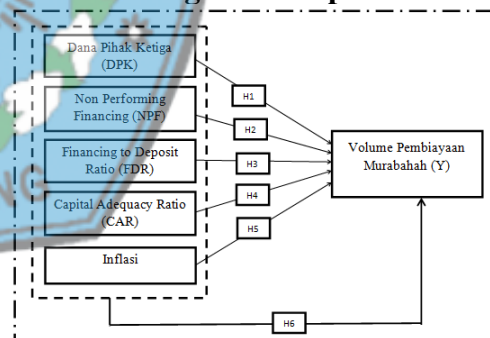 Dana Pihak Ketiga
(DPK)
Non Performing
Financing (NPF)
Financing to Deposit
Ratio (FDR)
Capital Adequacy Ratio
(CAR)
Inflasi
H1
H2
H3
H4
H5
Volume Pembiayaan
Murabahah (Y)
H6